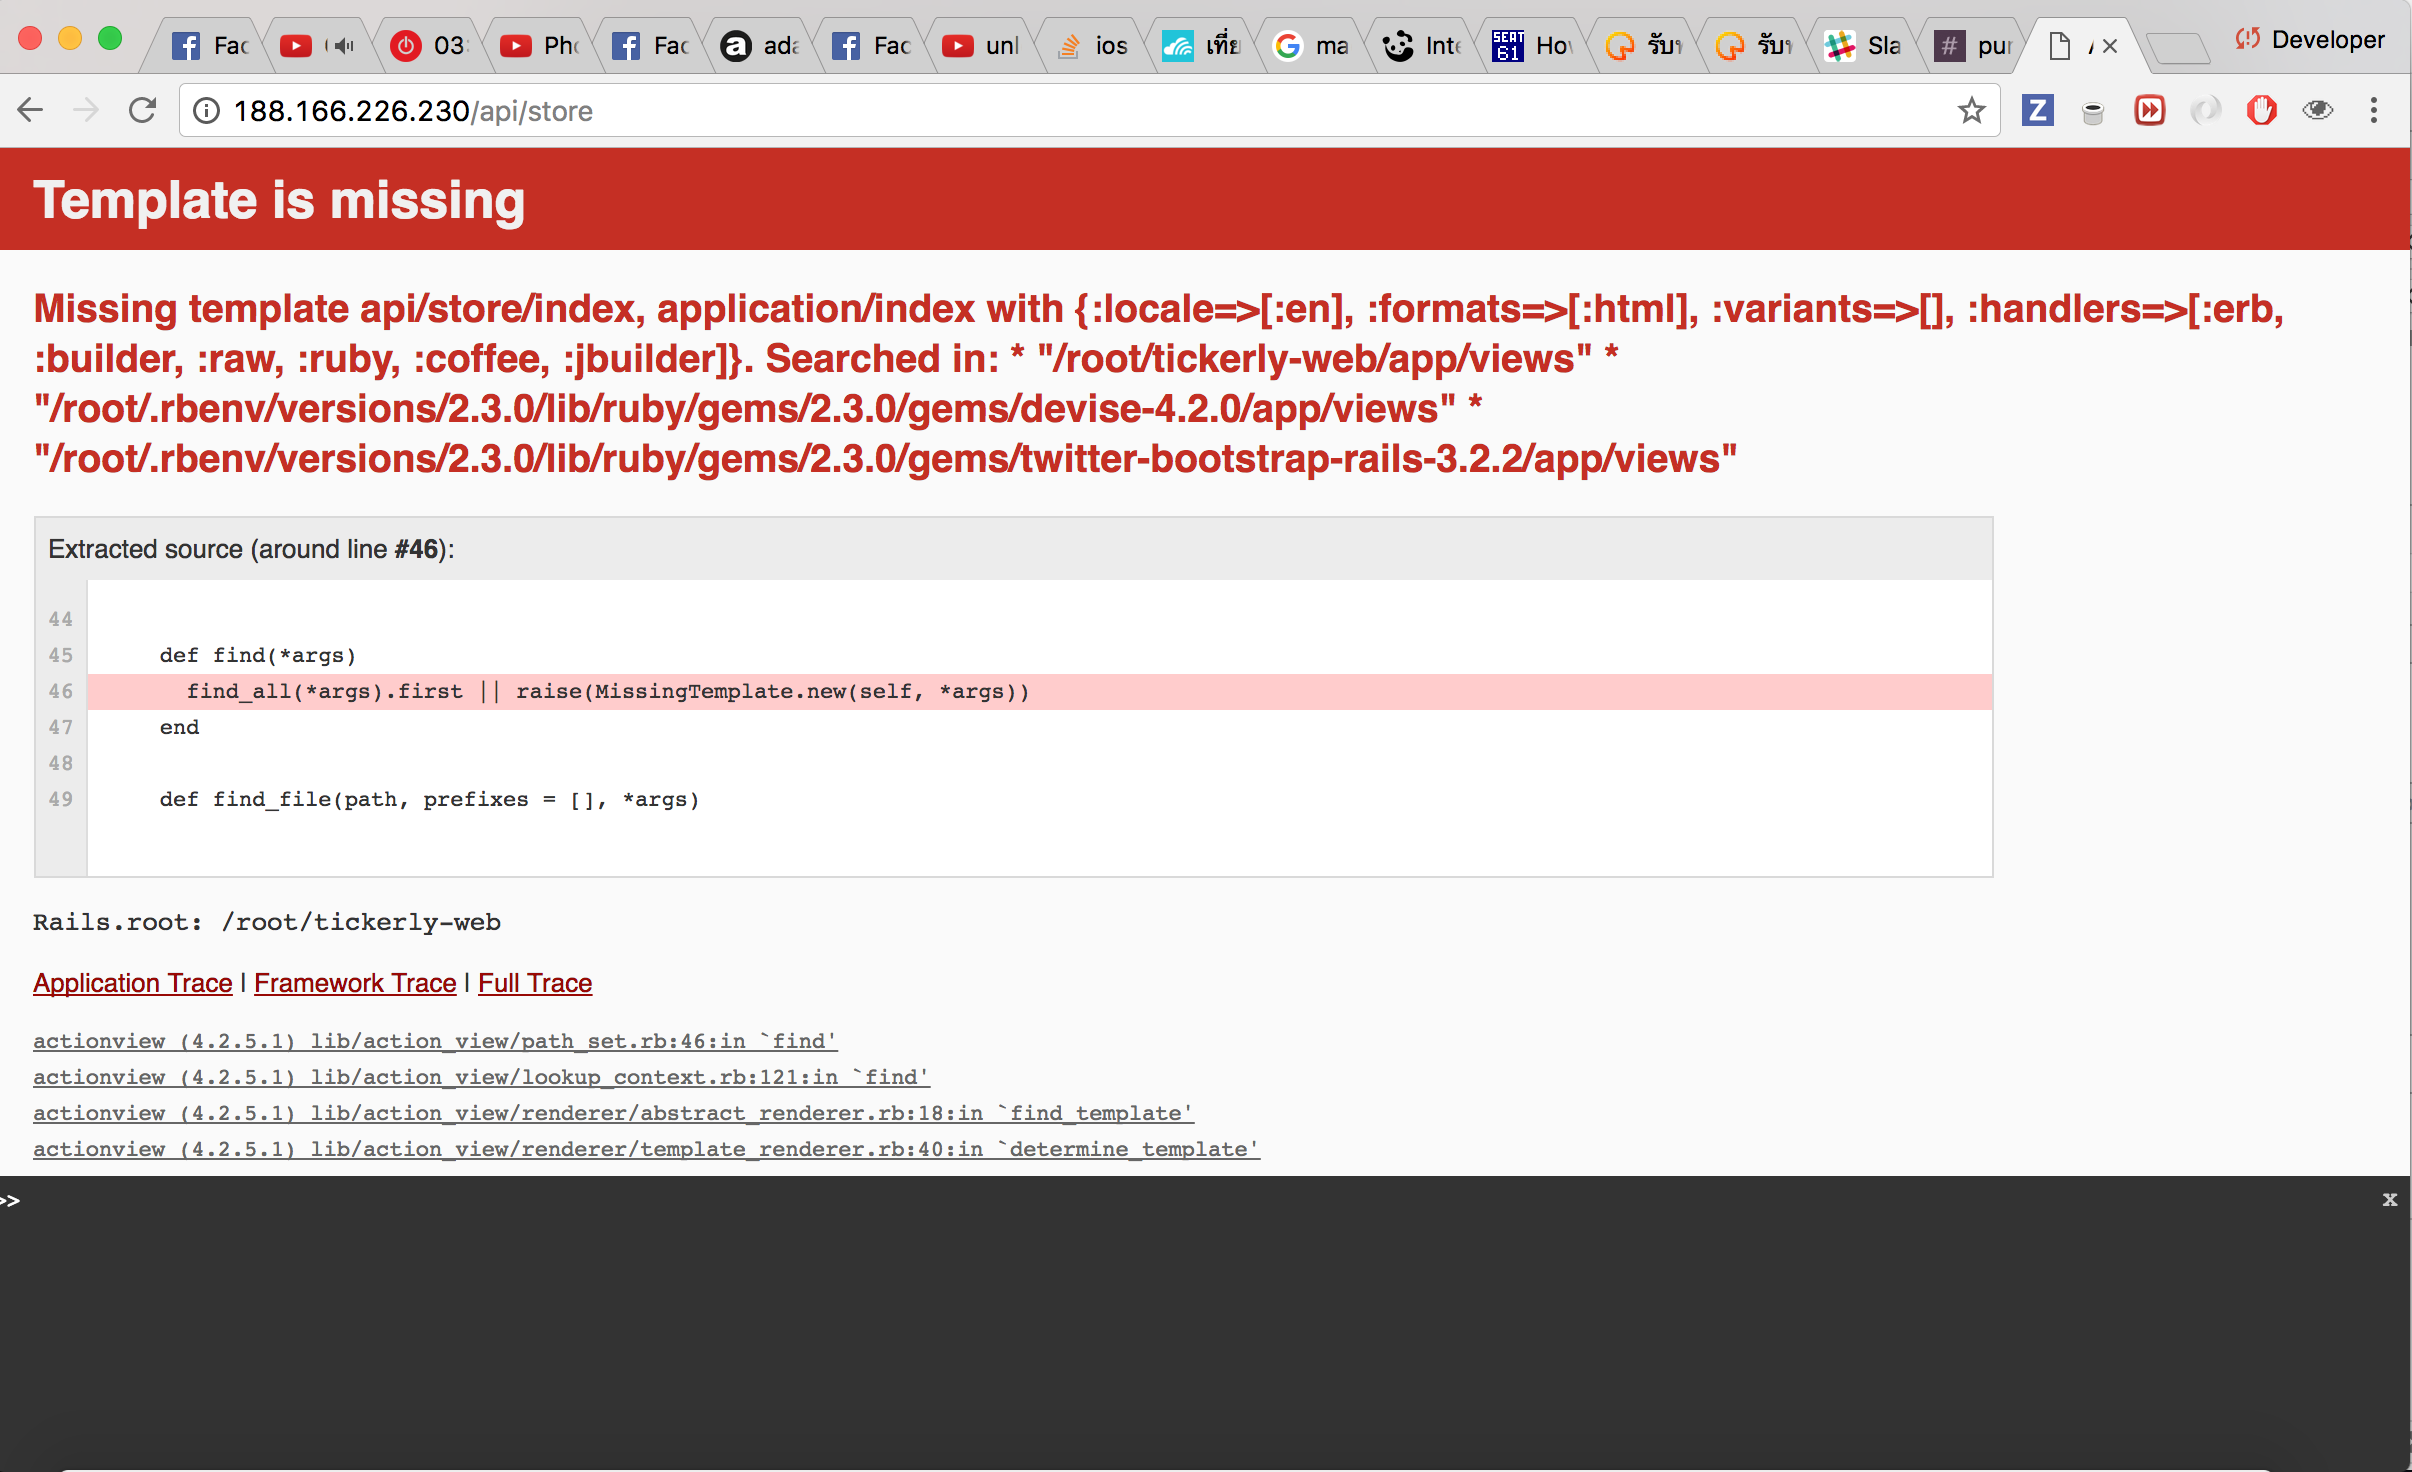 Fac
03:
Pho
Fac
ada
Fac
unl
ios
เที่ย
ma
Inte
SEAT
61
How
รับท
รับท
Sla
pur
Developer
188.166.226.230/api/store
Template is missing
Missing template api/store/index, application/index with {:locale=>[:en], :formats=>[:html], :variants=>[], :handlers=>[:erb,
:builder, :raw, :ruby, :coffee, :jbuilder]}. Searched in: * "/root/tickerly-web/app/views" *
"/root/.rbenv/versions/2.3.0/lib/ruby/gems/2.3.0/gems/devise-4.2.0/app/views" *
"/root/.rbenv/versions/2.3.0/lib/ruby/gems/2.3.0/gems/twitter-bootstrap-rails-3.2.2/app/views"
Extracted source (around line #46):
44
45 def find(*args)
46 find_all(*args).first || raise(MissingTemplate.new(self, *args))
47 end
48
49 def find_file(path, prefixes = [], *args)
Rails.root: /root/tickerly-web
Application Trace | Framework Trace | Full Trace
actionview (4.2.5.1) lib/action_view/path_set.rb:46:in `find'
actionview (4.2.5.1) lib/action_view/lookup_context.rb:121:in `find'
actionview (4.2.5.1) lib/action_view/renderer/abstract_renderer.rb:18:in `find_template'
actionview (4.2.5.1) lib/action_view/renderer/template_renderer.rb:40:in `determine_template'
>>
x